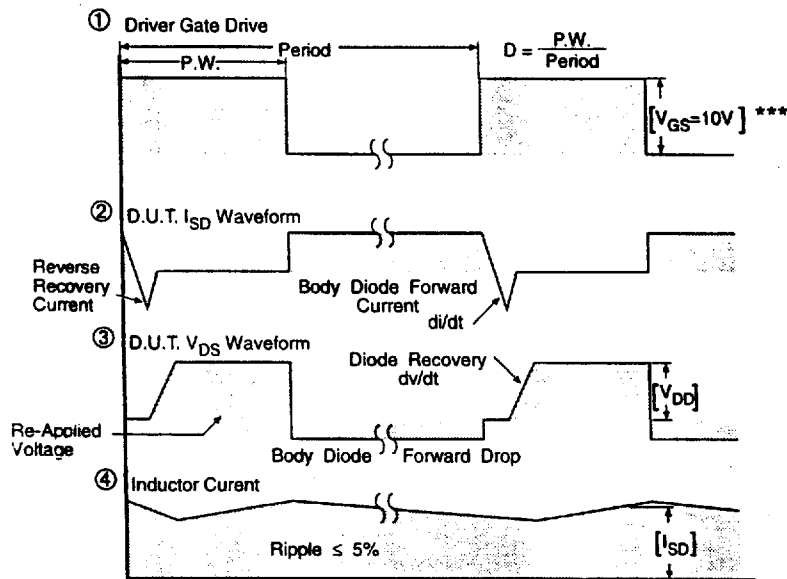 ① Driver Gate Drive
Period
P.W.
D = P.W.
Period
[VGS=10V] ***
② D.U.T. ISD Waveform
Reverse
Recovery
Current
Body Diode Forward
Current
di/dt
③ D.U.T. VDS Waveform
Diode Recovery
dv/dt
[VDD]
Re-Applied
Voltage
Body Diode Forward Drop
④ Inductor Curent
Ripple ≤ 5%
[ISD]